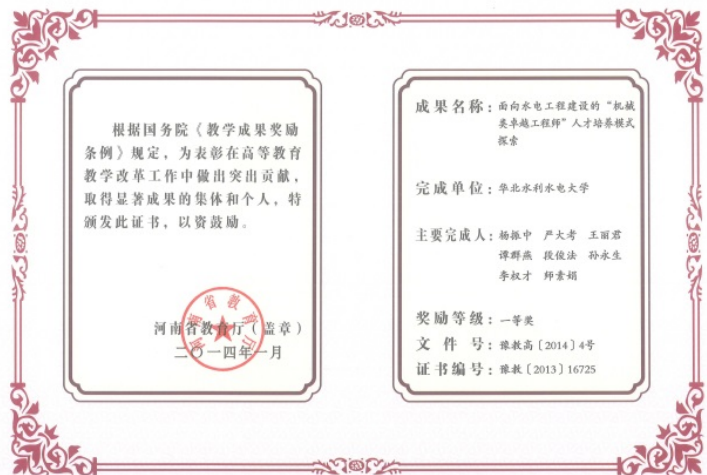 根据国务院《教学成果奖励
条例》规定，为表彰在高等教育
教学改革工作中做出突出贡献，
取得显著成果的集体和个人，特
颁发此证书，以资鼓励。
河南省教育厅
河南省教育厅（盖章）
二〇一四年一月
成果名称：面向水电工程建设的“机械
类卓越工程师”人才培养模式
探索
完成单位：华北水利水电大学
主要完成人：杨振中 严大考 王丽君
谭群燕 段俊法 孙永生
李权才 师素娟
奖励等级：一等奖
文件号：豫教高〔2014〕4号
证书编号：豫教〔2013〕16725